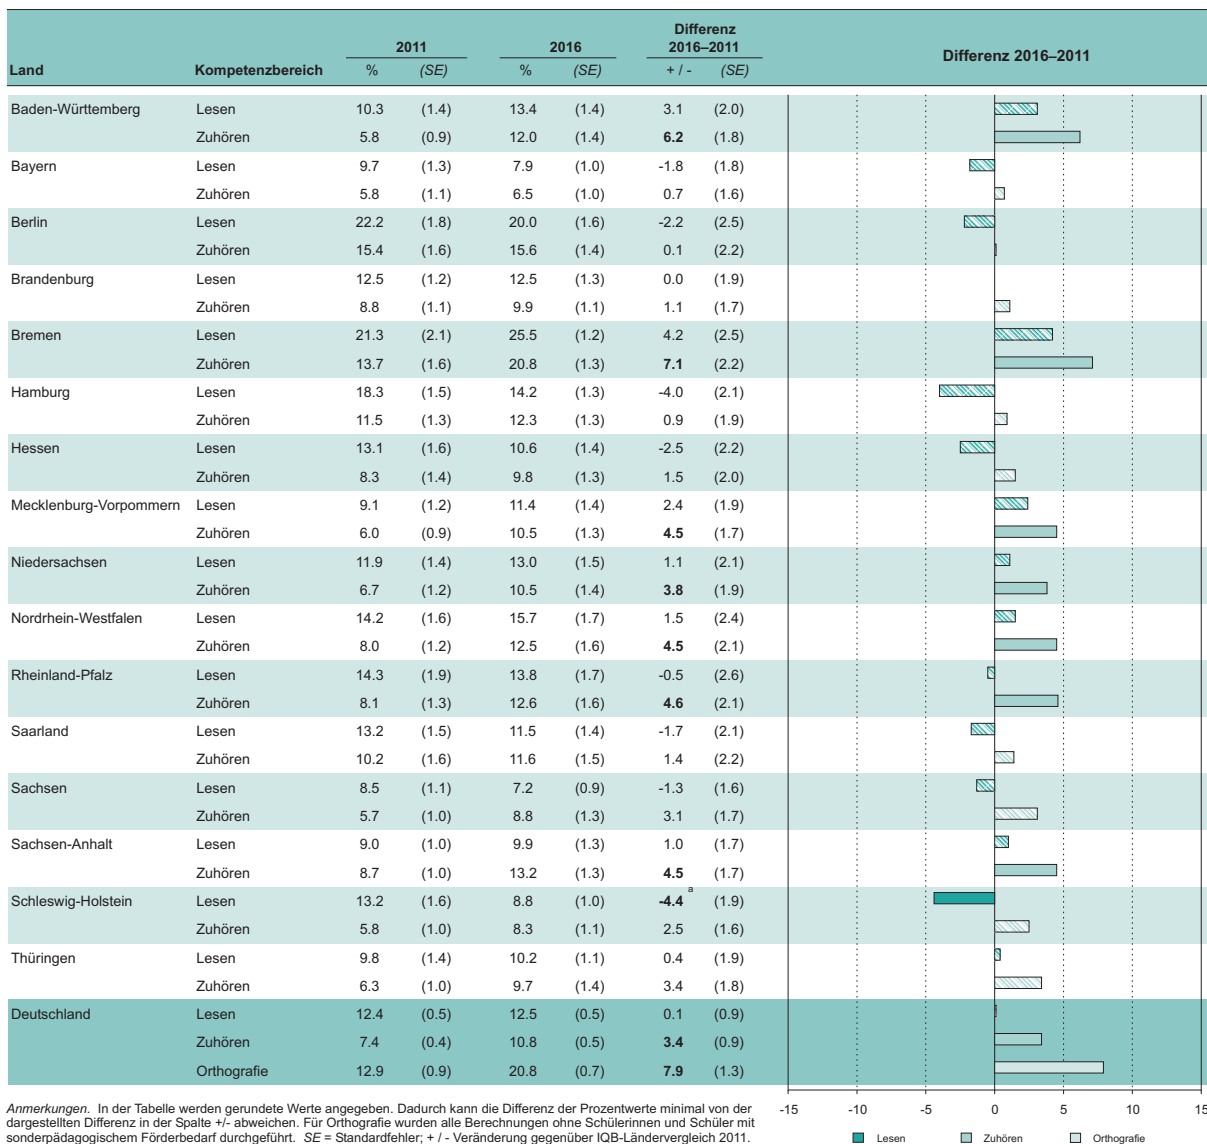 Land Kompetenzbereich 2011 2016 Differenz 2016–2011 Differenz 2016–2011
% (SE) % (SE) + / - (SE)
Baden-Württemberg Lesen 10.3 (1.4) 13.4 (1.4) 3.1 (2.0)
Zuhören 5.8 (0.9) 12.0 (1.4) 6.2 (1.8)
Bayern Lesen 9.7 (1.3) 7.9 (1.0) -1.8 (1.8)
Zuhören 5.8 (1.1) 6.5 (1.0) 0.7 (1.6)
Berlin Lesen 22.2 (1.8) 20.0 (1.6) -2.2 (2.5)
Zuhören 15.4 (1.6) 15.6 (1.4) 0.1 (2.2)
Brandenburg Lesen 12.5 (1.2) 12.5 (1.3) 0.0 (1.9)
Zuhören 8.8 (1.1) 9.9 (1.1) 1.1 (1.7)
Bremen Lesen 21.3 (2.1) 25.5 (1.2) 4.2 (2.5)
Zuhören 13.7 (1.6) 20.8 (1.3) 7.1 (2.2)
Hamburg Lesen 18.3 (1.5) 14.2 (1.3) -4.0 (2.1)
Zuhören 11.5 (1.3) 12.3 (1.3) 0.9 (1.9)
Hessen Lesen 13.1 (1.6) 10.6 (1.4) -2.5 (2.2)
Zuhören 8.3 (1.4) 9.8 (1.3) 1.5 (2.0)
Mecklenburg-Vorpommern Lesen 9.1 (1.2) 11.4 (1.4) 2.4 (1.9)
Zuhören 6.0 (0.9) 10.5 (1.3) 4.5 (1.7)
Niedersachsen Lesen 11.9 (1.4) 13.0 (1.5) 1.1 (2.1)
Zuhören 6.7 (1.2) 10.5 (1.4) 3.8 (1.9)
Nordrhein-Westfalen Lesen 14.2 (1.6) 15.7 (1.7) 1.5 (2.4)
Zuhören 8.0 (1.2) 12.5 (1.6) 4.5 (2.1)
Rheinland-Pfalz Lesen 14.3 (1.9) 13.8 (1.7) -0.5 (2.6)
Zuhören 8.1 (1.3) 12.6 (1.6) 4.6 (2.1)
Saarland Lesen 13.2 (1.5) 11.5 (1.4) -1.7 (2.1)
Zuhören 10.2 (1.6) 11.6 (1.5) 1.4 (2.2)
Sachsen Lesen 8.5 (1.1) 7.2 (0.9) -1.3 (1.6)
Zuhören 5.7 (1.0) 8.8 (1.3) 3.1 (1.7)
Sachsen-Anhalt Lesen 9.0 (1.0) 9.9 (1.3) 1.0 (1.7)
Zuhören 8.7 (1.0) 13.2 (1.3) 4.5 (1.7)
Schleswig-Holstein Lesen 13.2 (1.6) 8.8 (1.0) -4.4 a (1.9)
Zuhören 5.8 (1.0) 8.3 (1.1) 2.5 (1.6)
Thüringen Lesen 9.8 (1.4) 10.2 (1.1) 0.4 (1.9)
Zuhören 6.3 (1.0) 9.7 (1.4) 3.4 (1.8)
Deutschland Lesen 12.4 (0.5) 12.5 (0.5) 0.1 (0.9)
Zuhören 7.4 (0.4) 10.8 (0.5) 3.4 (0.9)
Orthografie 12.9 (0.9) 20.8 (0.7) 7.9 (1.3)
-15 -10 -5 0 5 10 15
Lesen Zuhören Orthografie
Anmerkungen. In der Tabelle werden gerundete Werte angegeben. Dadurch kann die Differenz der Prozentwerte minimal von der
dargestellten Differenz in der Spalte +/- abweichen. Für Orthografie wurden alle Berechnungen ohne Schülerinnen und Schüler mit
sonderpädagogischem Förderbedarf durchgeführt. SE = Standardfehler; + / - Veränderung gegenüber IQB-Ländervergleich 2011.